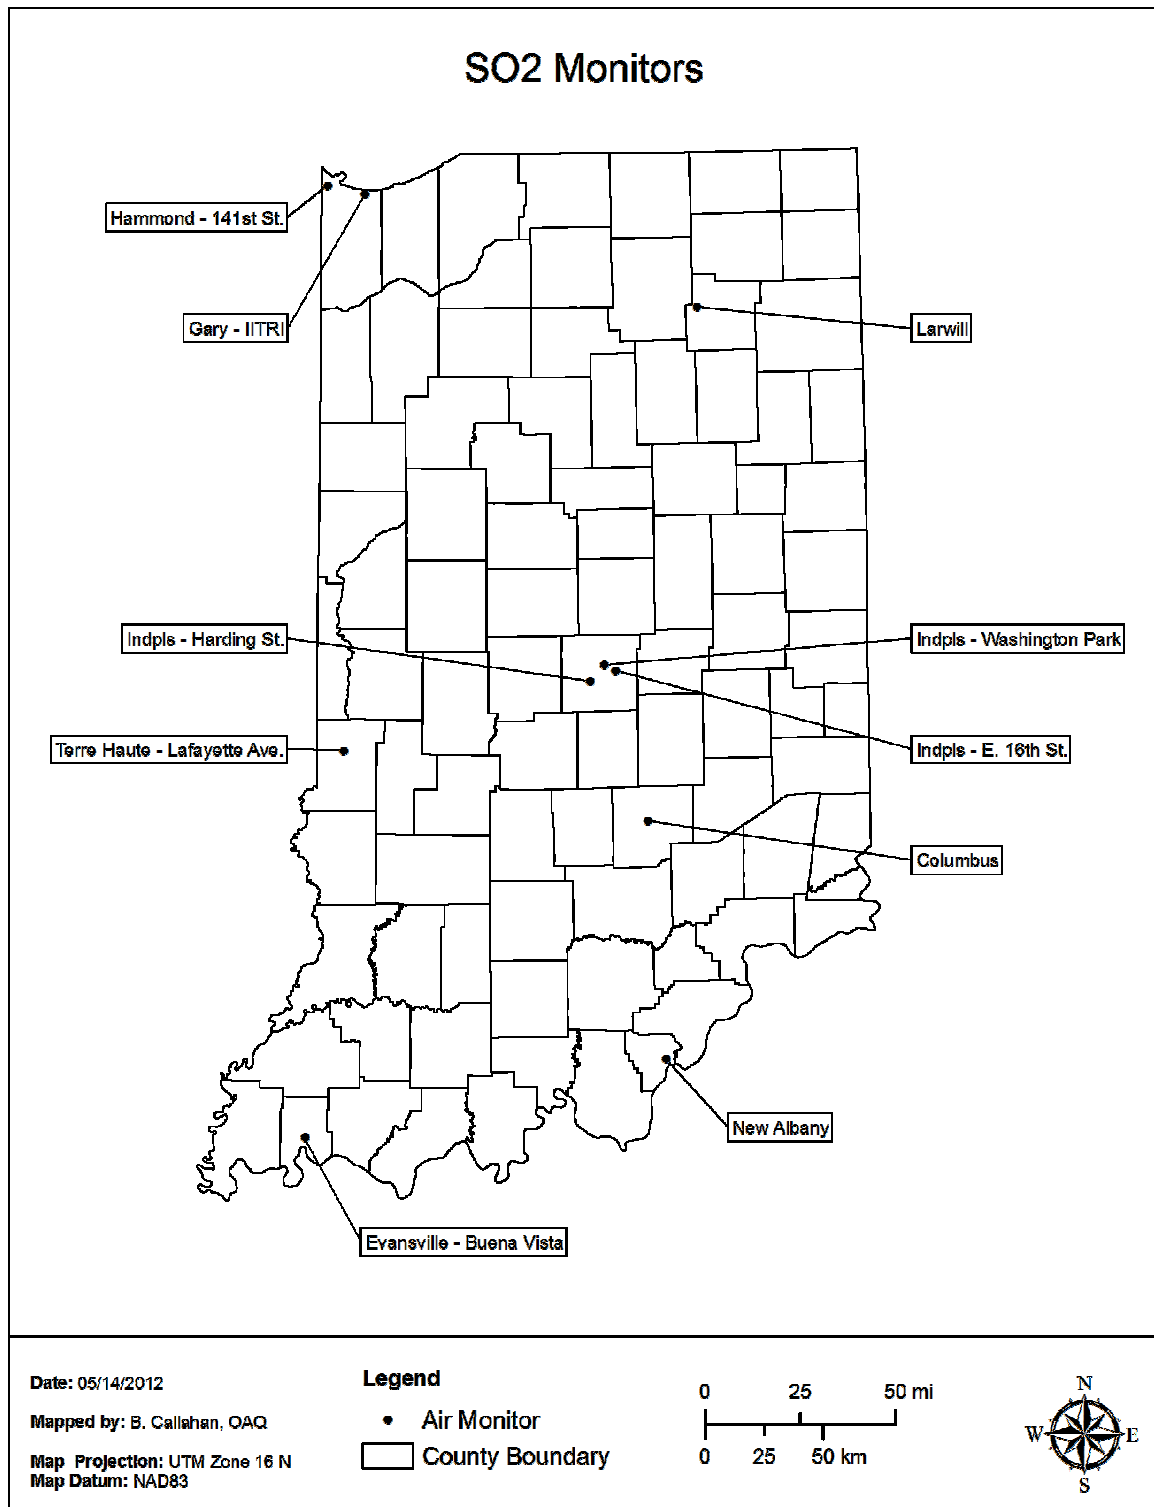 SO2 Monitors
Hammond - 141st St.
Gary - IITRI
Larwill
Indpls - Harding St.
Indpls - Washington Park
Terre Haute - Lafayette Ave.
Indpls - E. 16th St.
Columbus
New Albany
Evansville - Buena Vista
Date: 05/14/2012
Mapped by: B. Callahan, OAQ
Map Projection: UTM Zone 16 N
Map Datum: NAD83
Legend
Air Monitor
County Boundary
0 25 50 mi
0 25 50 km
N
W E
S